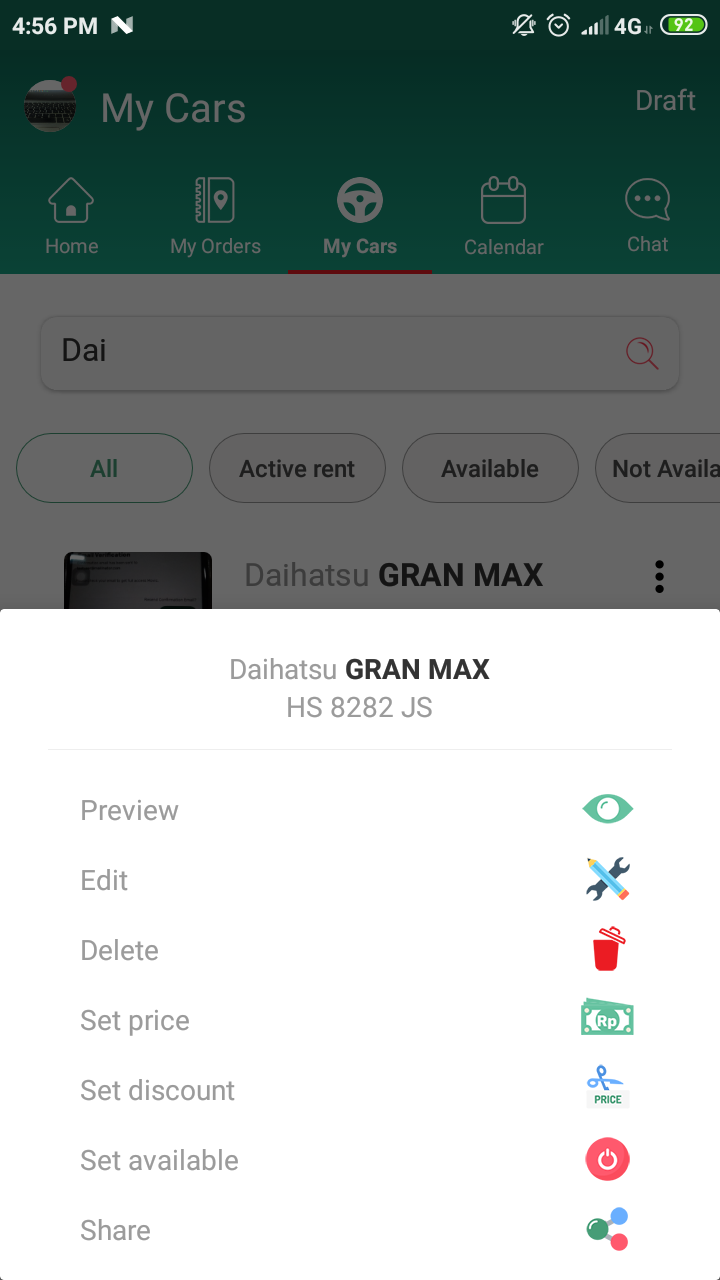 4:56 PM
4G
92
My Cars
Draft
Home
My Orders
My Cars
Calendar
Chat
Dai
All
Active rent
Available
Not Availa
Daihatsu GRAN MAX
Daihatsu GRAN MAX
HS 8282 JS
Preview
Edit
Delete
Set price
Rp
Set discount
PRICE
Set available
Share